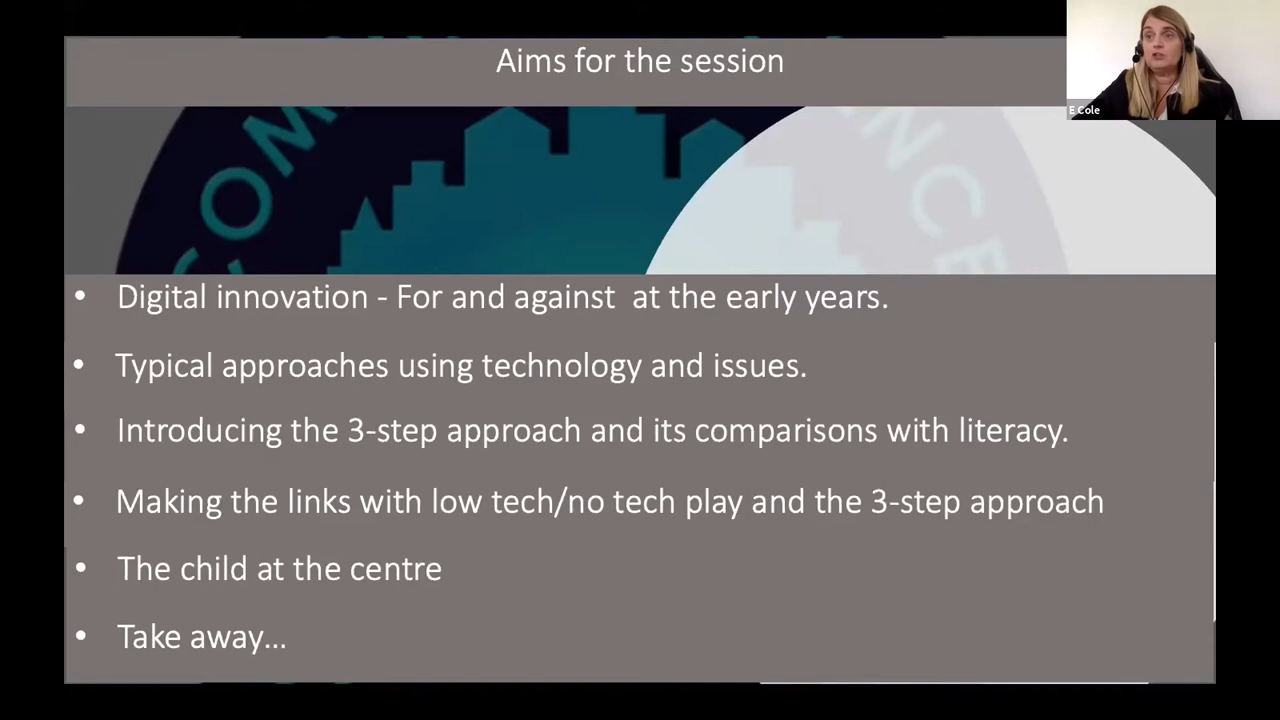 Aims for the session
E Cole
• Digital innovation - For and against at the early years.
• Typical approaches using technology and issues.
• Introducing the 3-step approach and its comparisons with literacy.
• Making the links with low tech/no tech play and the 3-step approach
• The child at the centre
• Take away...